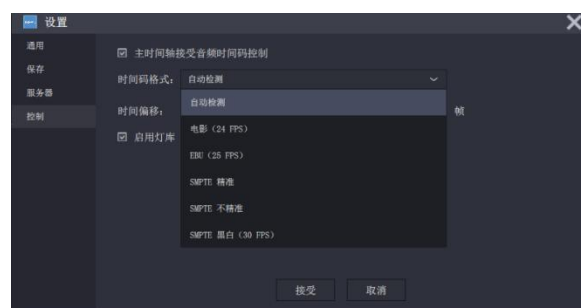 设置
通用
保存
服务器
控制
主时间轴接受音频时间码控制
时间码格式: 自动检测
时间偏移: 帧
启用灯库
自动检测
电影 (24 FPS)
EBU (25 FPS)
SMPTE 精准
SMPTE 不精准
SMPTE 黑白 (30 FPS)
接受 取消